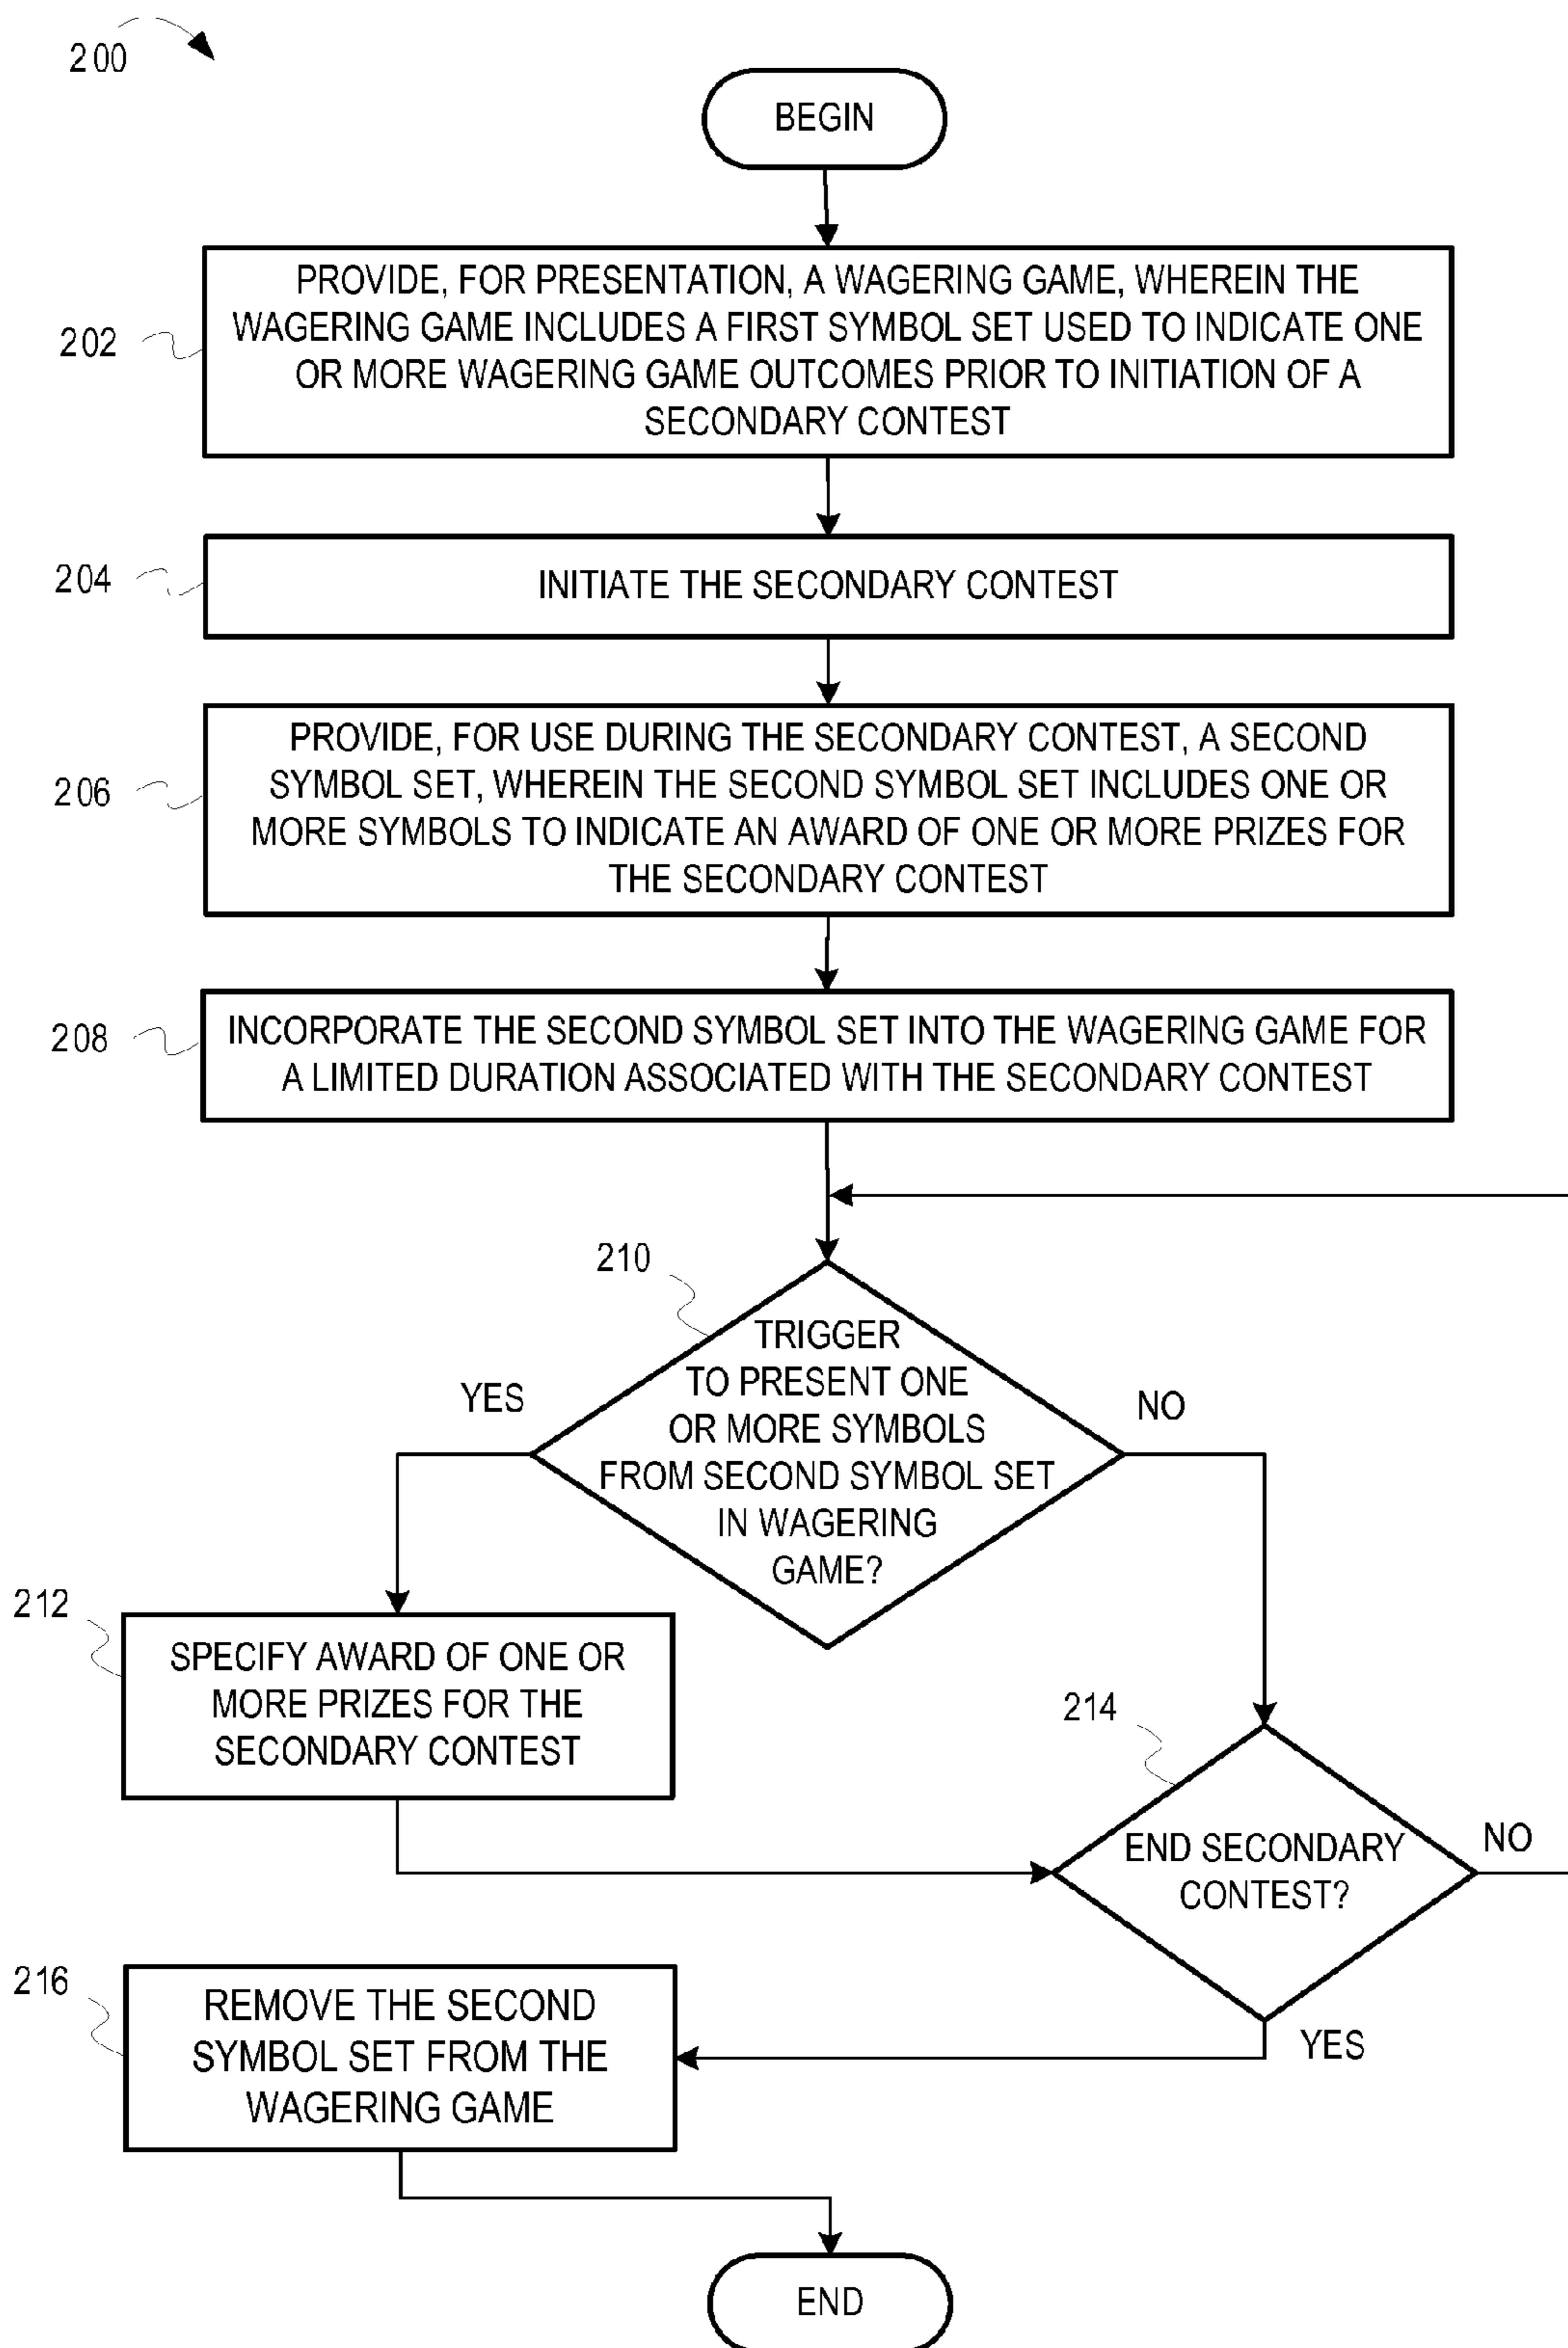 200
BEGIN
PROVIDE, FOR PRESENTATION, A WAGERING GAME, WHEREIN THE
WAGERING GAME INCLUDES A FIRST SYMBOL SET USED TO INDICATE ONE
OR MORE WAGERING GAME OUTCOMES PRIOR TO INITIATION OF A
SECONDARY CONTEST
202
INITIATE THE SECONDARY CONTEST
204
PROVIDE, FOR USE DURING THE SECONDARY CONTEST, A SECOND
SYMBOL SET, WHEREIN THE SECOND SYMBOL SET INCLUDES ONE OR
MORE SYMBOLS TO INDICATE AN AWARD OF ONE OR MORE PRIZES FOR
THE SECONDARY CONTEST
206
INCORPORATE THE SECOND SYMBOL SET INTO THE WAGERING GAME FOR
A LIMITED DURATION ASSOCIATED WITH THE SECONDARY CONTEST
208
210
TRIGGER
TO PRESENT ONE
OR MORE SYMBOLS
FROM SECOND SYMBOL SET
IN WAGERING
GAME?
YES
NO
212
SPECIFY AWARD OF ONE OR
MORE PRIZES FOR THE
SECONDARY CONTEST
214
END SECONDARY
CONTEST?
NO
YES
216
REMOVE THE SECOND
SYMBOL SET FROM THE
WAGERING GAME
END